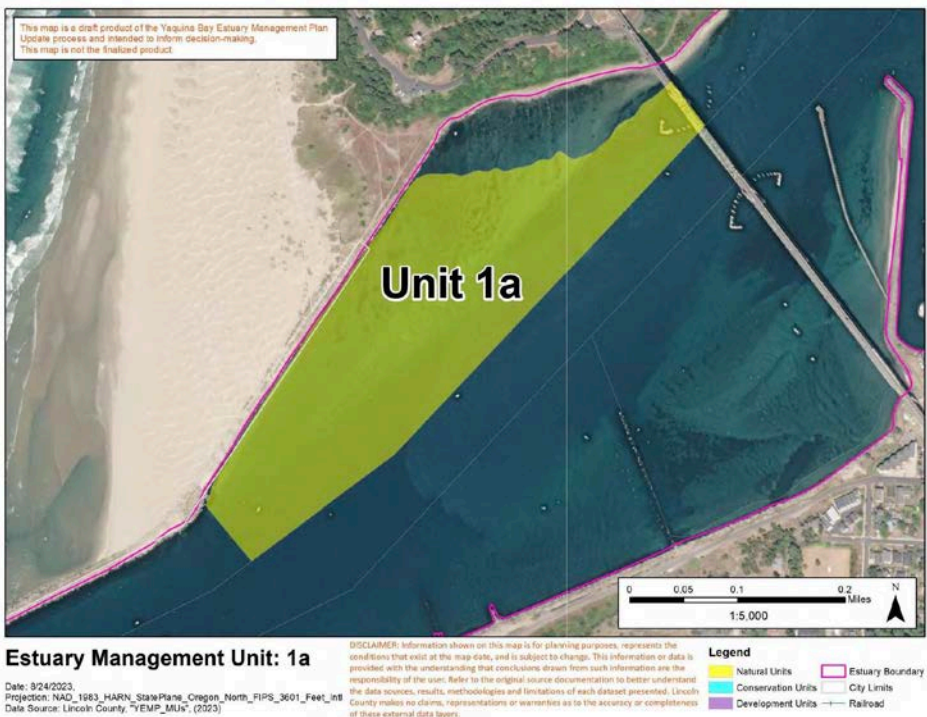 This map is a draft product of the Yaquina Bay Estuary Management Plan
Update process and intended to inform decision-making.
This map is not the finalized product
Unit 1a
0 0.05 0.1 0.2
Miles
N
1:5,000
Estuary Management Unit: 1a
Date: 8/24/2023,
Projection: NAD_1983_HARN_StatePlane_Oregon_North_FIPS_3601_Feet_Intl
Data Source: Lincoln County, "YEMP_MUs", (2023)
DISCLAIMER: Information shown on this map is for planning purposes, represents the
conditions that exist at the map date, and is subject to change. This information or data is
provided with the understanding that conclusions drawn from such information are the
responsibility of the user. Refer to the original source documentation to better understand
the data sources, results, methodologies and limitations of each dataset presented. Lincoln
County makes no claims, representations or warranties as to the accuracy or completeness
of these external data layers.
Legend
Natural Units
Conservation Units
Development Units
Estuary Boundary
City Limits
Railroad